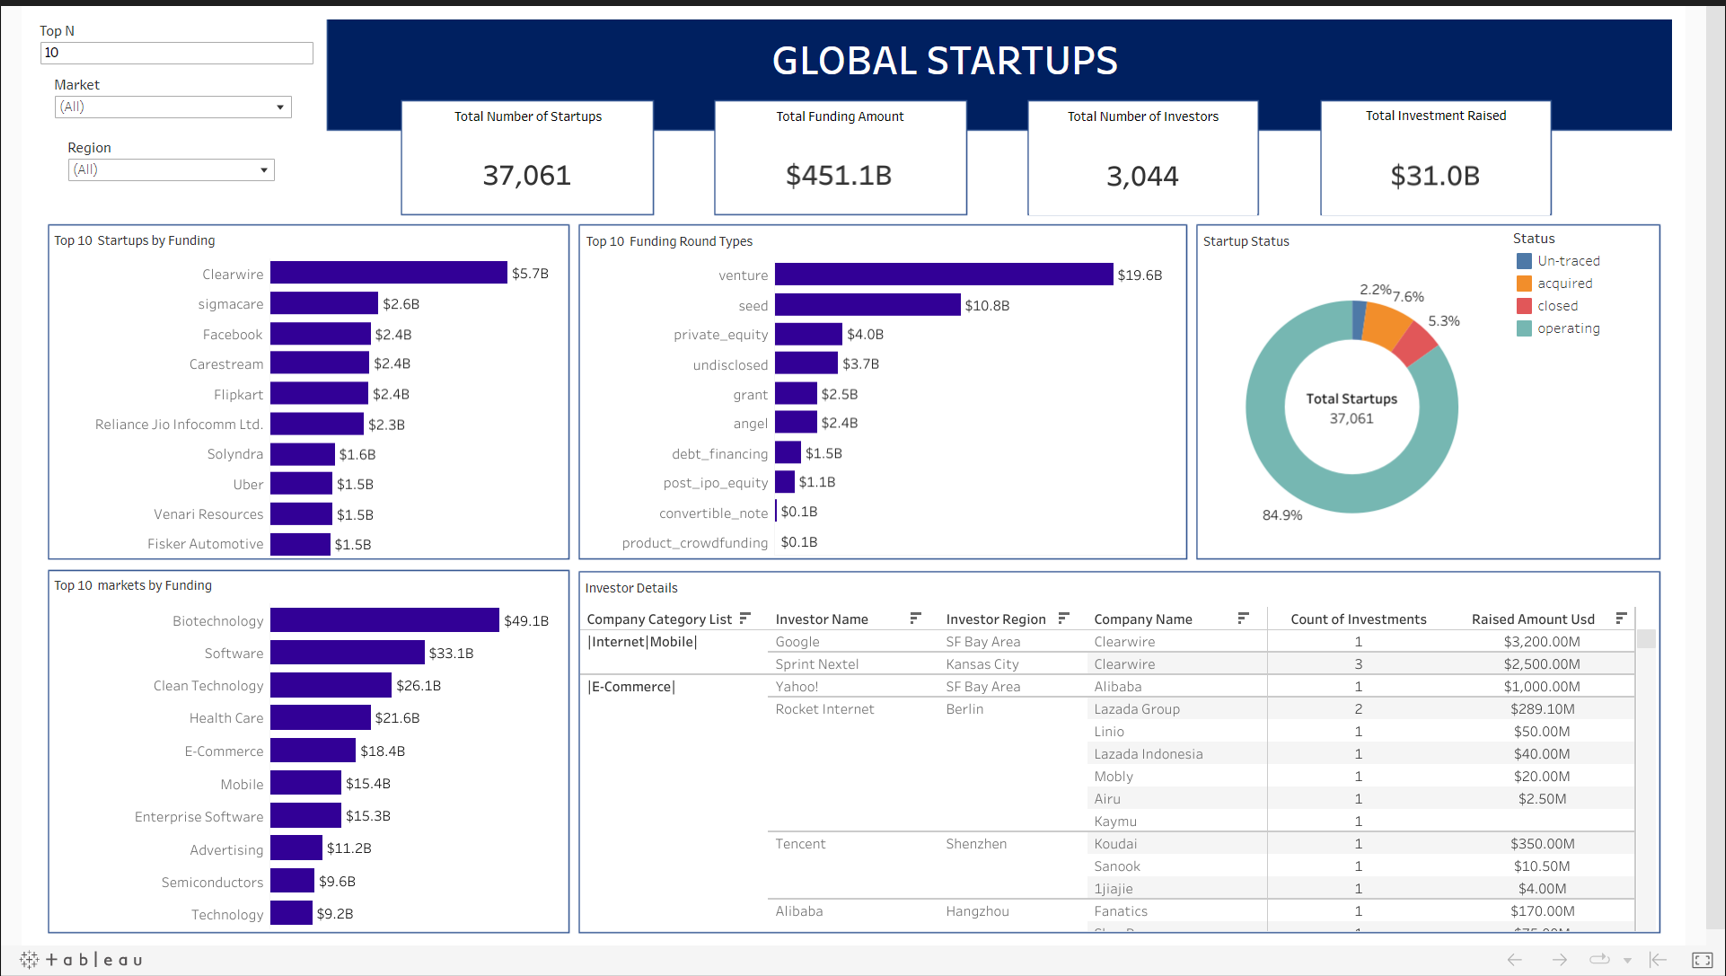 Top N
10
Market
(All)
Region
(All)
GLOBAL STARTUPS
Total Number of Startups
37,061
Total Funding Amount
$451.1B
Total Number of Investors
3,044
Total Investment Raised
$31.0B
Top 10 Startups by Funding
Clearwire $5.7B
sigmacare $2.6B
Facebook $2.4B
Carestream $2.4B
Flipkart $2.4B
Reliance Jio Infocomm Ltd. $2.3B
Solyndra $1.6B
Uber $1.5B
Venari Resources $1.5B
Fisker Automotive $1.5B
Top 10 Funding Round Types
venture $19.6B
seed $10.8B
private_equity $4.0B
undisclosed $3.7B
grant $2.5B
angel $2.4B
debt_financing $1.5B
post_ipo_equity $1.1B
convertible_note $0.1B
product_crowdfunding $0.1B
Startup Status
Status
Un-traced
acquired
closed
operating
2.2%
7.6%
5.3%
Total Startups
37,061
84.9%
Top 10 markets by Funding
Biotechnology $49.1B
Software $33.1B
Clean Technology $26.1B
Health Care $21.6B
E-Commerce $18.4B
Mobile $15.4B
Enterprise Software $15.3B
Advertising $11.2B
Semiconductors $9.6B
Technology $9.2B
Investor Details
Company Category List Investor Name Investor Region Company Name Count of Investments Raised Amount Usd
|Internet|Mobile| Google SF Bay Area Clearwire 1 $3,200.00M
Sprint Nextel Kansas City Clearwire 3 $2,500.00M
|E-Commerce| Yahoo! SF Bay Area Alibaba 1 $1,000.00M
Rocket Internet Berlin Lazada Group 2 $289.10M
Linio 1 $50.00M
Lazada Indonesia 1 $40.00M
Mobly 1 $20.00M
Airu 1 $2.50M
Kaymu 1
Tencent Shenzhen Koudai 1 $350.00M
Sanook 1 $10.50M
1jiajie 1 $4.00M
Alibaba Hangzhou Fanatics 1 $170.00M
+ableau